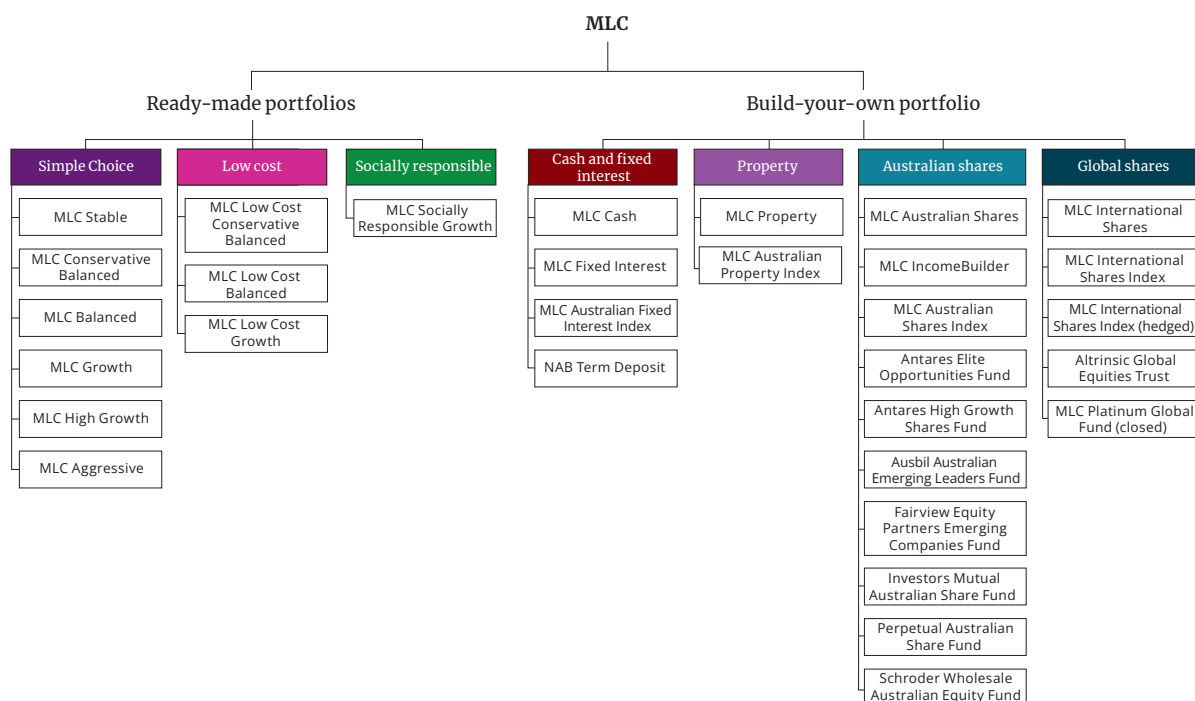 MLC
Ready-made portfolios
Build-your-own portfolio
Simple Choice
MLC Stable
MLC Conservative
Balanced
MLC Balanced
MLC Growth
MLC High Growth
MLC Aggressive
Low cost
MLC Low Cost
Conservative
Balanced
MLC Low Cost
Balanced
MLC Low Cost
Growth
Socially responsible
MLC Socially
Responsible Growth
Cash and fixed
interest
MLC Cash
MLC Fixed Interest
MLC Australian Fixed
Interest Index
NAB Term Deposit
Property
MLC Property
MLC Australian
Property Index
Australian shares
MLC Australian Shares
MLC IncomeBuilder
MLC Australian
Shares Index
Antares Elite
Opportunities Fund
Antares High Growth
Shares Fund
Ausbil Australian
Emerging Leaders Fund
Fairview Equity
Partners Emerging
Companies Fund
Investors Mutual
Australian Share Fund
Perpetual Australian
Share Fund
Schroder Wholesale
Australian Equity Fund
Global shares
MLC International
Shares
MLC International
Shares Index
MLC International
Shares Index (hedged)
Altrinsic Global
Equities Trust
MLC Platinum Global
Fund (closed)